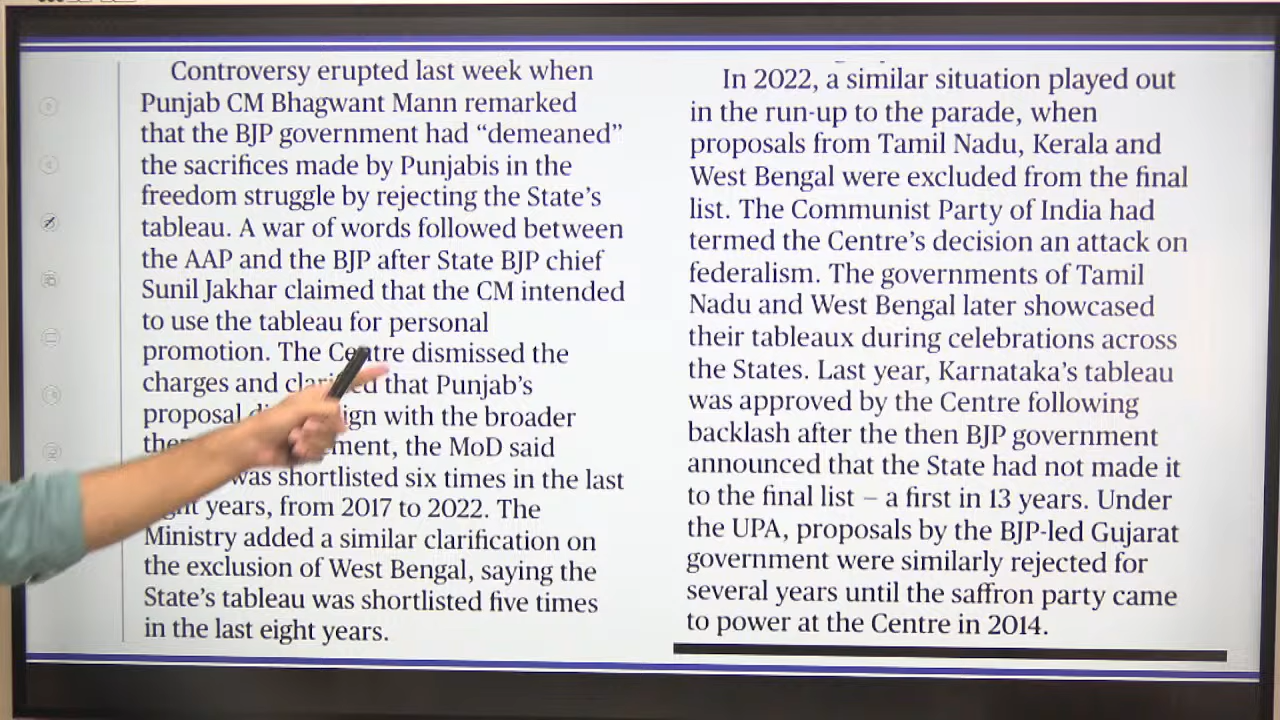 Controversy erupted last week when
Punjab CM Bhagwant Mann remarked
that the BJP government had “demeaned”
the sacrifices made by Punjabis in the
freedom struggle by rejecting the State’s
tableau. A war of words followed between
the AAP and the BJP after State BJP chief
Sunil Jakhar claimed that the CM intended
to use the tableau for personal
promotion. The Centre dismissed the
charges and clarified that Punjab’s
proposal with the broader
the MoD said
was shortlisted six times in the last
years, from 2017 to 2022. The
Ministry added a similar clarification on
the exclusion of West Bengal, saying the
State’s tableau was shortlisted five times
in the last eight years.
In 2022, a similar situation played out
in the run-up to the parade, when
proposals from Tamil Nadu, Kerala and
West Bengal were excluded from the final
list. The Communist Party of India had
termed the Centre’s decision an attack on
federalism. The governments of Tamil
Nadu and West Bengal later showcased
their tableaux during celebrations across
the States. Last year, Karnataka’s tableau
was approved by the Centre following
backlash after the then BJP government
announced that the State had not made it
to the final list – a first in 13 years. Under
the UPA, proposals by the BJP-led Gujarat
government were similarly rejected for
several years until the saffron party came
to power at the Centre in 2014.